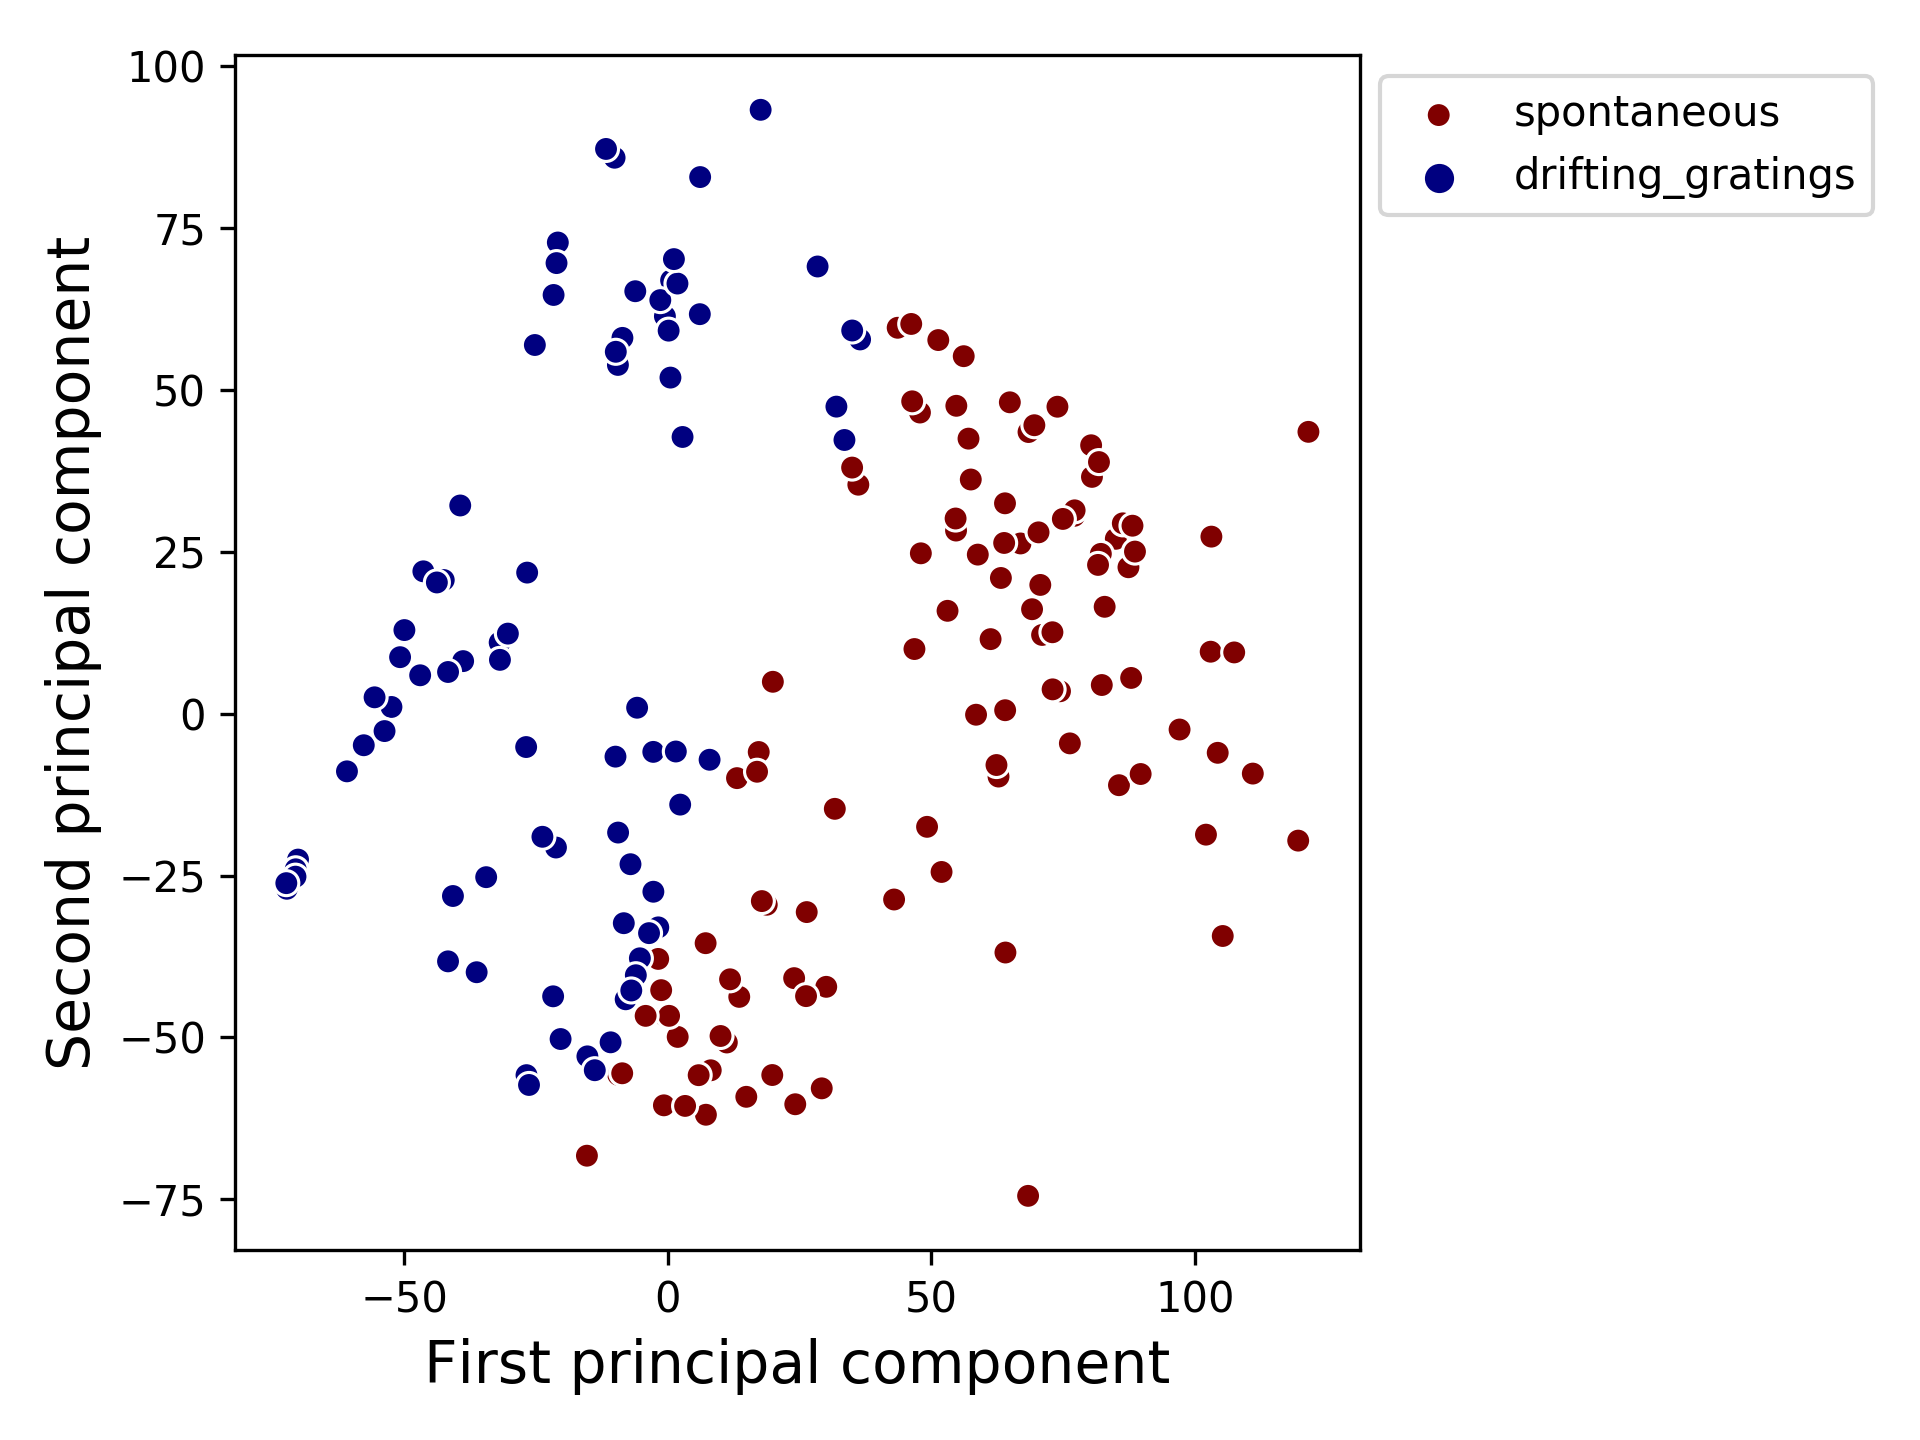 100
75
50
25
0
−25
−50
−75
Second principal component
−50 0 50 100
First principal component
spontaneous
drifting_gratings